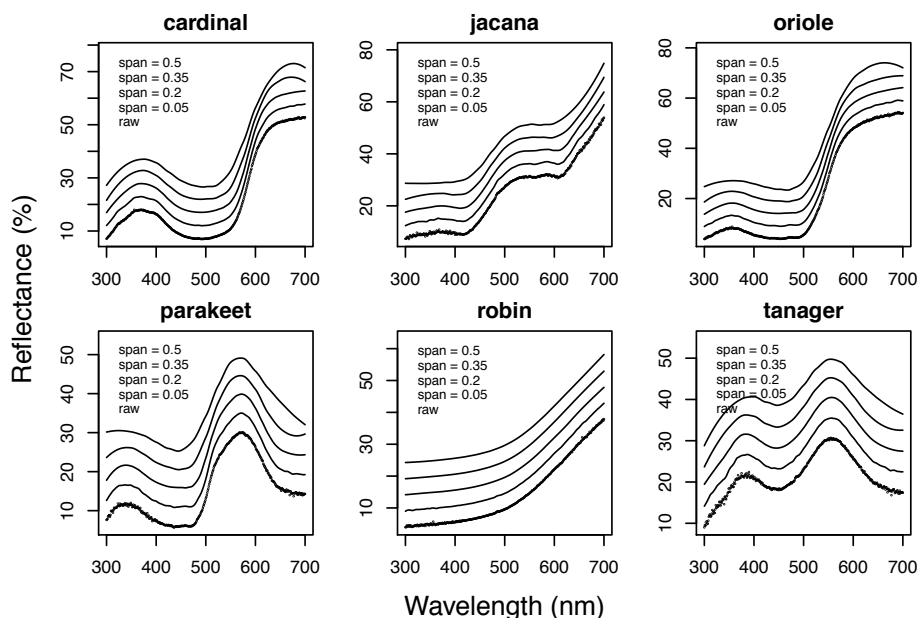 cardinal
jacana
oriole
span = 0.5
span = 0.35
span = 0.2
span = 0.05
raw
10 30 50 70
300 400 500 600 700
span = 0.5
span = 0.35
span = 0.2
span = 0.05
raw
20 40 60 80
300 400 500 600 700
span = 0.5
span = 0.35
span = 0.2
span = 0.05
raw
20 40 60 80
300 400 500 600 700
parakeet
robin
tanager
span = 0.5
span = 0.35
span = 0.2
span = 0.05
raw
10 20 30 40 50
300 400 500 600 700
span = 0.5
span = 0.35
span = 0.2
span = 0.05
raw
10 30 50
300 400 500 600 700
span = 0.5
span = 0.35
span = 0.2
span = 0.05
raw
10 20 30 40 50
300 400 500 600 700
Reflectance (%)
Wavelength (nm)